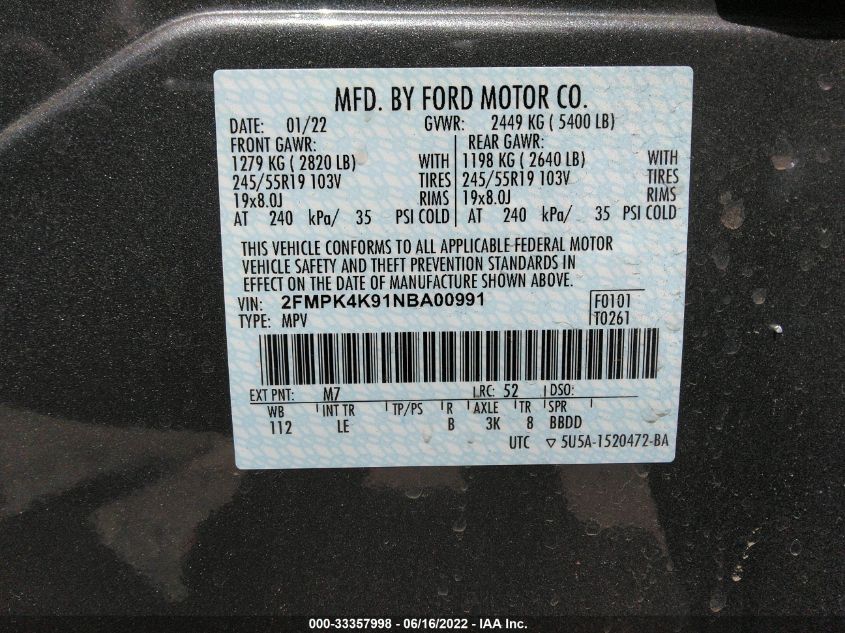 MFD. BY FORD MOTOR CO.
DATE: 01/22 GVWR: 2449 KG ( 5400 LB)
FRONT GAWR: REAR GAWR:
1279 KG ( 2820 LB) WITH 1198 KG ( 2640 LB) WITH
245/55R19 103V TIRES 245/55R19 103V TIRES
19x8.0J RIMS 19x8.0J RIMS
AT 240 kPa/ 35 PSI COLD AT 240 kPa/ 35 PSI COLD
THIS VEHICLE CONFORMS TO ALL APPLICABLE FEDERAL MOTOR
VEHICLE SAFETY AND THEFT PREVENTION STANDARDS IN
EFFECT ON THE DATE OF MANUFACTURE SHOWN ABOVE.
VIN: 2FMPK4K91NBA00991 F0101
TYPE: MPV T0261
EXT PNT: M7 RC: 52 DSO:
WB INT TR TP/PS R AXLE TR SPR
112 LE B 3K 8 BBDD
UTC ▽ 5U5A-1520472-BA
000-33357998 - 06/16/2022 - IAA Inc.